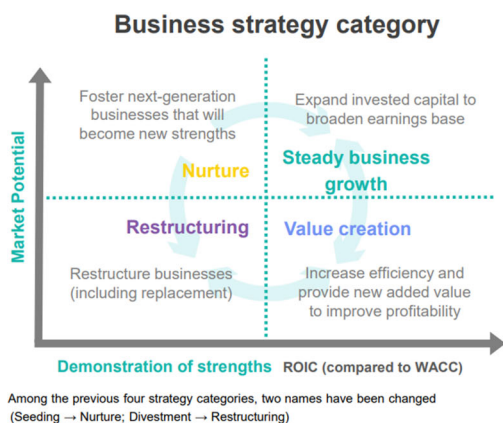 Business strategy category
Foster next-generation
businesses that will
become new strengths
Nurture
Expand invested capital to
broaden earnings base
Steady business
growth
Market Potential
Restructuring
Restructure businesses
(including replacement)
Value creation
Increase efficiency and
provide new added value
to improve profitability
Demonstration of strengths ROIC (compared to WACC)
Among the previous four strategy categories, two names have been changed
(Seeding → Nurture; Divestment → Restructuring)